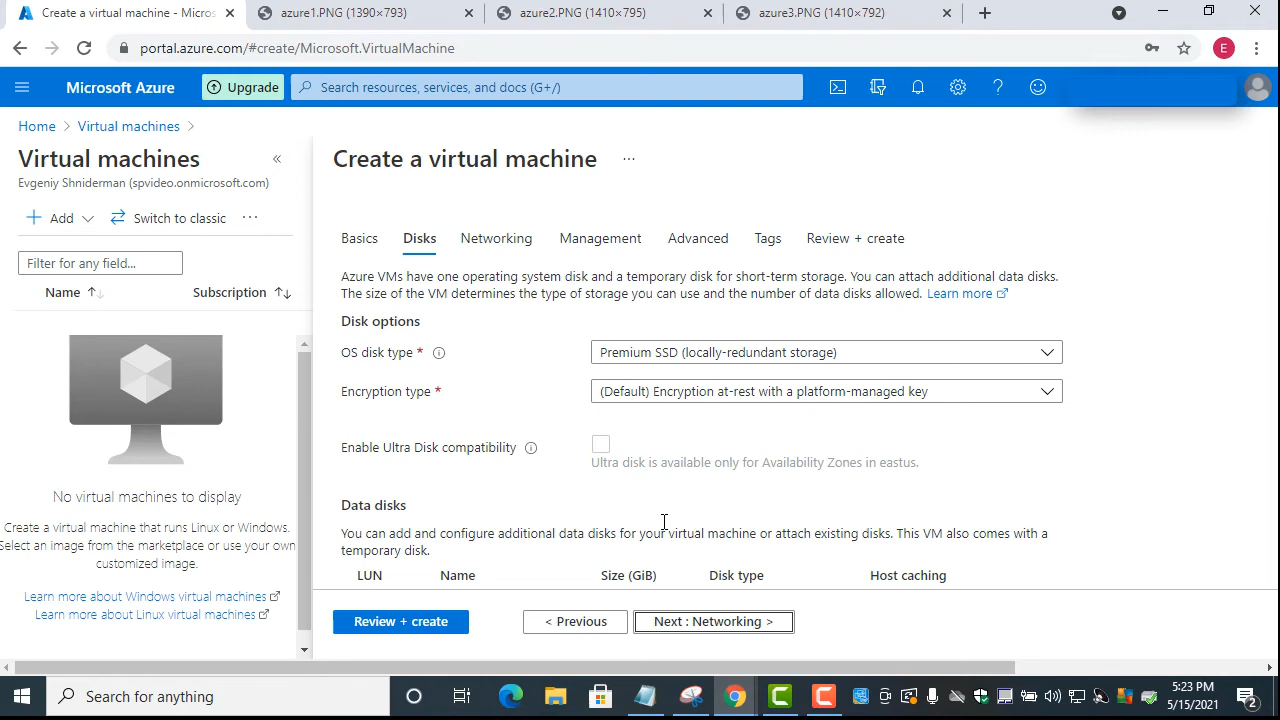 Create a virtual machine - Micros
azure1.PNG (1390×793)
azure2.PNG (1410×795)
azure3.PNG (1410×792)
portal.azure.com/#create/Microsoft.VirtualMachine
E
Microsoft Azure
Upgrade
Search resources, services, and docs (G+/)
Home > Virtual machines >
Virtual machines
«
Evgeniy Shniderman (spvideo.onmicrosoft.com)
Add
Switch to classic
...
Filter for any field...
Name
Subscription
No virtual machines to display
Create a virtual machine that runs Linux or Windows.
Select an image from the marketplace or use your own
customized image.
Learn more about Windows virtual machines
Learn more about Linux virtual machines
Create a virtual machine
...
Basics
Disks
Networking
Management
Advanced
Tags
Review + create
Azure VMs have one operating system disk and a temporary disk for short-term storage. You can attach additional data disks.
The size of the VM determines the type of storage you can use and the number of data disks allowed. Learn more
Disk options
OS disk type *
Premium SSD (locally-redundant storage)
Encryption type *
(Default) Encryption at-rest with a platform-managed key
Enable Ultra Disk compatibility
Ultra disk is available only for Availability Zones in eastus.
Data disks
You can add and configure additional data disks for your virtual machine or attach existing disks. This VM also comes with a
temporary disk.
LUN
Name
Size (GiB)
Disk type
Host caching
Review + create
< Previous
Next : Networking >
Search for anything
5:23 PM
5/15/2021
2